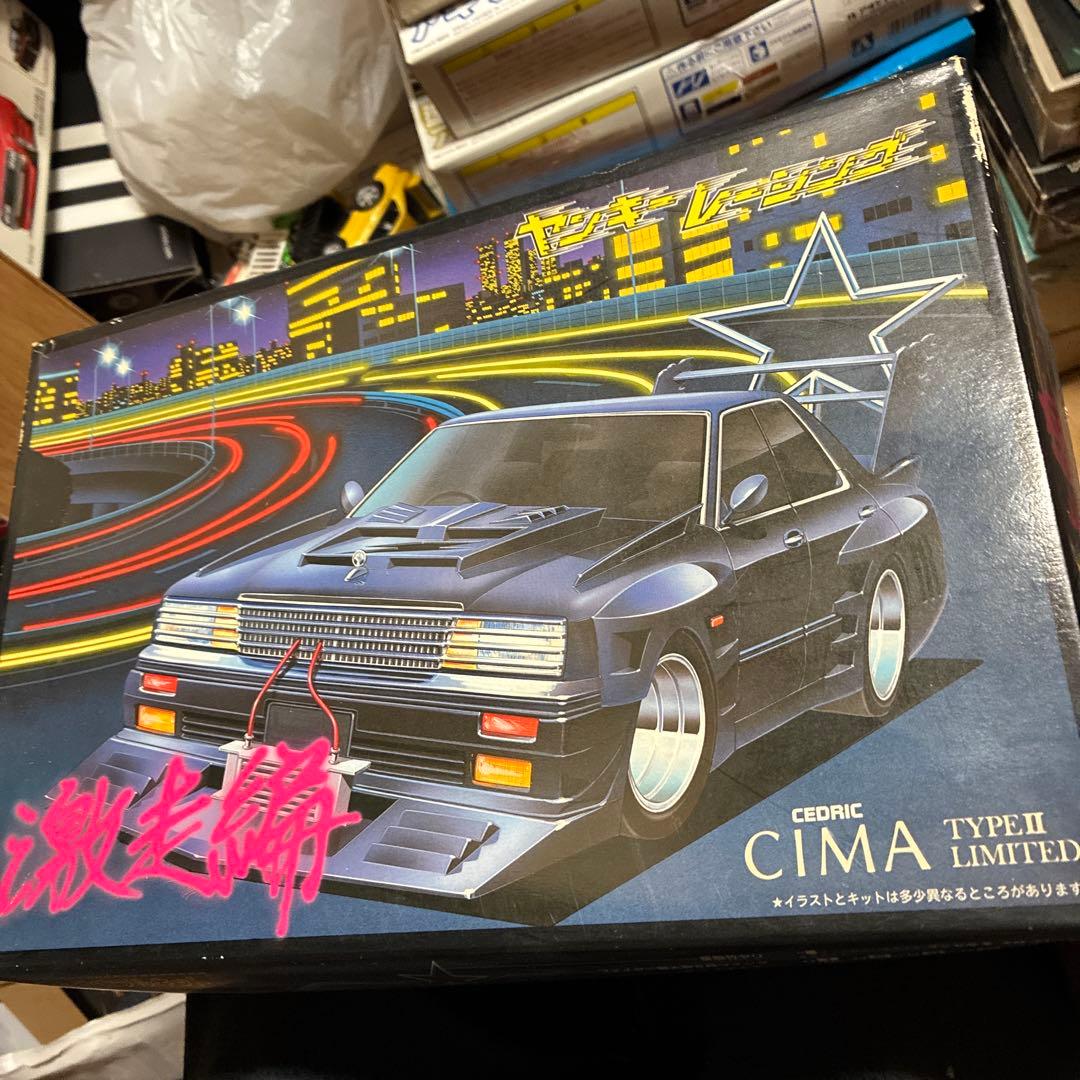 ヤンキーレーシング
激走編
CEDRIC
CIMA TYPEⅡ
LIMITED
★イラストとキットは多少異なるところがあります